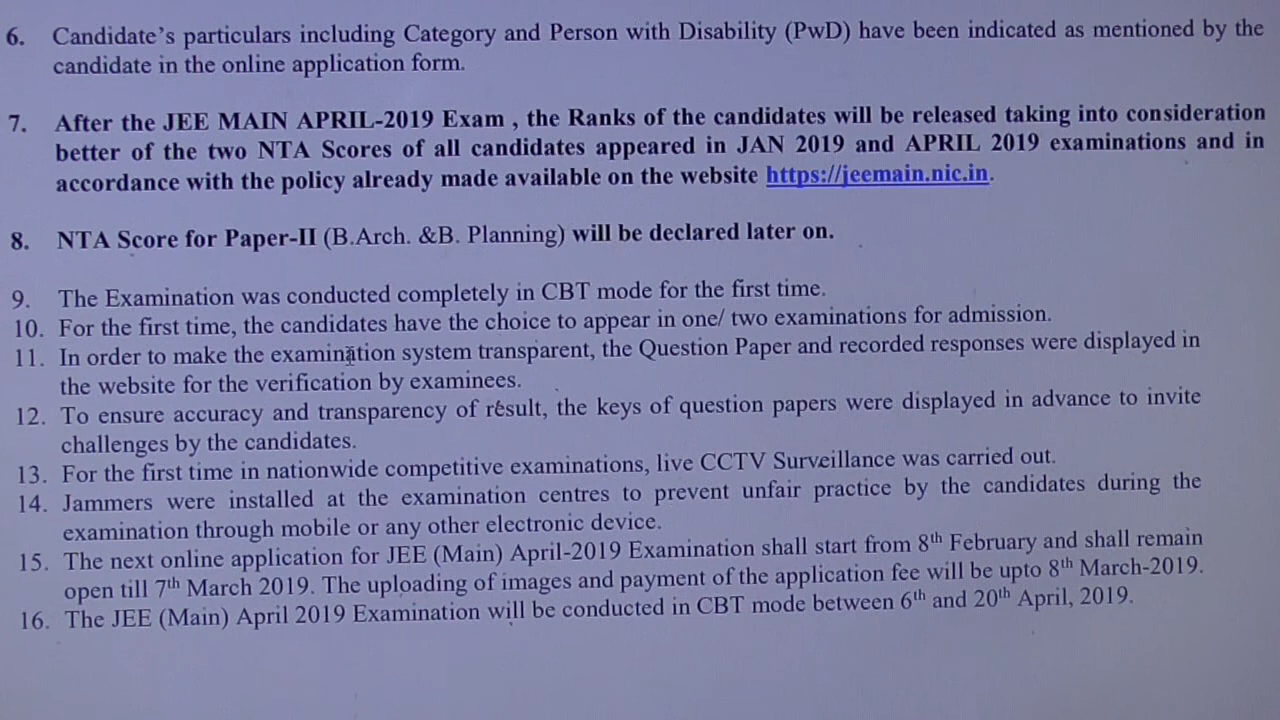 6. Candidate's particulars including Category and Person with Disability (PwD) have been indicated as mentioned by the
candidate in the online application form.
7. After the JEE MAIN APRIL-2019 Exam , the Ranks of the candidates will be released taking into consideration
better of the two NTA Scores of all candidates appeared in JAN 2019 and APRIL 2019 examinations and in
accordance with the policy already made available on the website https://jeemain.nic.in.
8. NTA Score for Paper-II (B.Arch. &B. Planning) will be declared later on.
9. The Examination was conducted completely in CBT mode for the first time.
10. For the first time, the candidates have the choice to appear in one/ two examinations for admission.
11. In order to make the examination system transparent, the Question Paper and recorded responses were displayed in
the website for the verification by examinees.
12. To ensure accuracy and transparency of result, the keys of question papers were displayed in advance to invite
challenges by the candidates.
13. For the first time in nationwide competitive examinations, live CCTV Surveillance was carried out.
14. Jammers were installed at the examination centres to prevent unfair practice by the candidates during the
examination through mobile or any other electronic device.
15. The next online application for JEE (Main) April-2019 Examination shall start from 8th February and shall remain
open till 7th March 2019. The uploading of images and payment of the application fee will be upto 8th March-2019.
16. The JEE (Main) April 2019 Examination will be conducted in CBT mode between 6th and 20th April, 2019.